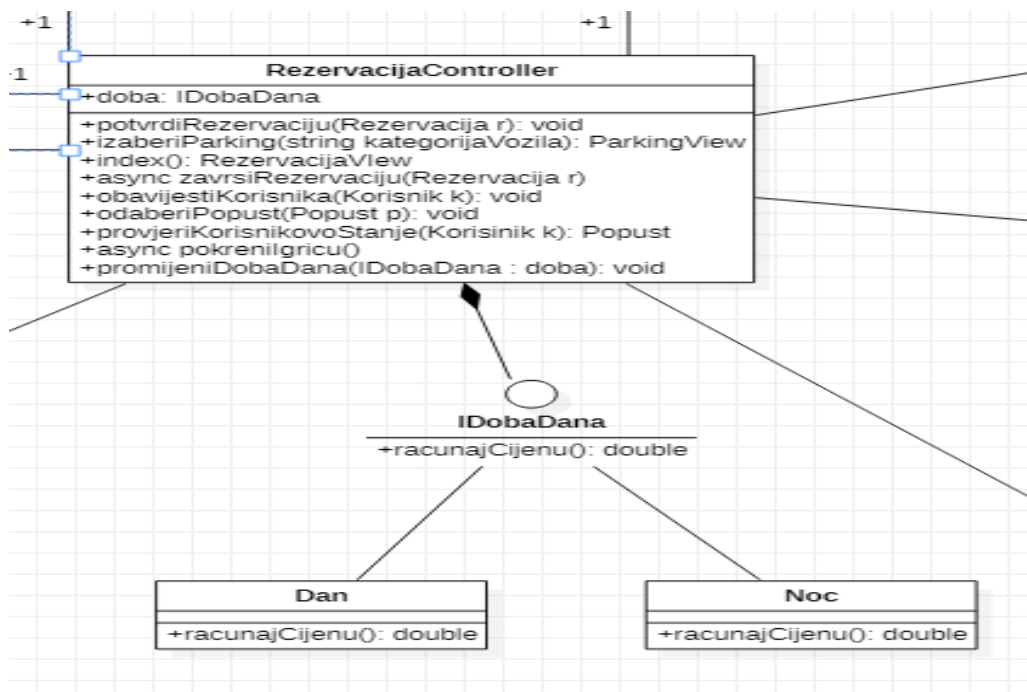 +1
+1
1
RezervacijaController
+doba: IDobaDana
+potvrdiRezervaciju(Rezervacija r): void
+izaberiParking(string kategorijaVozila): ParkingView
+index(): RezervacijaVIew
+async zavrsiRezervaciju(Rezervacija r)
+obavijestiKorisnika(Korisnik k): void
+odaberiPopust(Popust p): void
+provjeriKorisnikovoStanje(Korisinik k): Popust
+async pokreniIgricu()
+promijeniDobaDana(IDobaDana : doba): void
IDobaDana
+racunajCijenu(): double
Dan
+racunajCijenu(): double
Noc
+racunajCijenu(): double